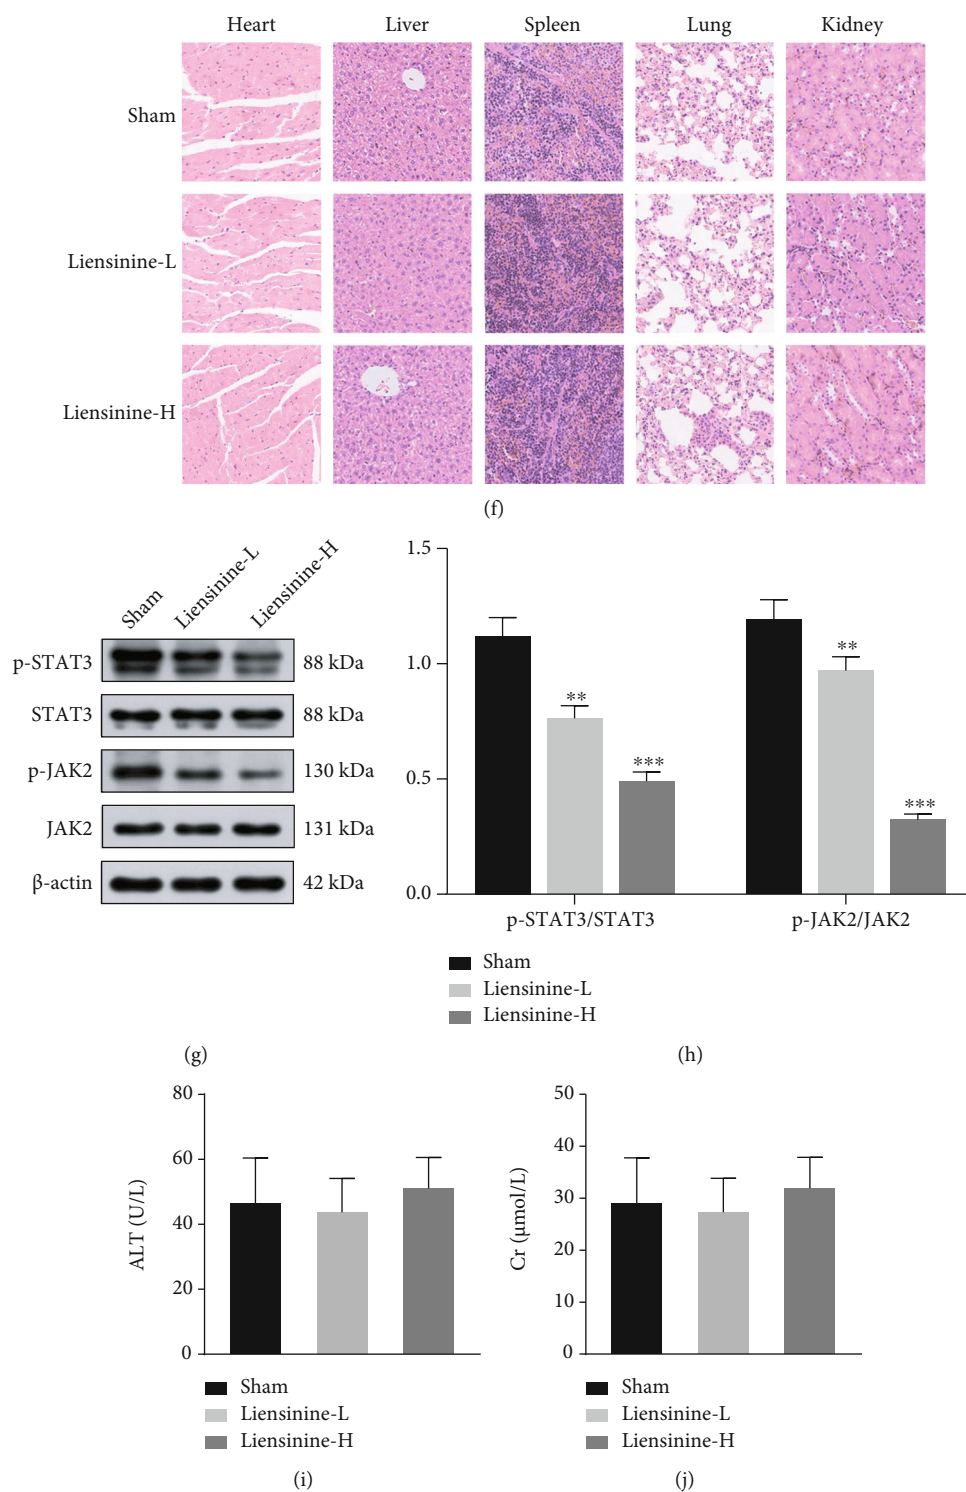 Heart Liver Spleen Lung Kidney
Sham
Liensinine-L
Liensinine-H
(f)
Sham Liensinine-L Liensinine-H
p-STAT3 88 kDa
STAT3 88 kDa
p-JAK2 130 kDa
JAK2 131 kDa
β-actin 42 kDa
(g)
1.5
1.0
0.5
0.0
** *** ** ***
p-STAT3/STAT3 p-JAK2/JAK2
Sham
Liensinine-L
Liensinine-H
(h)
ALT (U/L)
80
60
40
20
0
Sham
Liensinine-L
Liensinine-H
(i)
Cr (μmol/L)
50
40
30
20
10
0
Sham
Liensinine-L
Liensinine-H
(j)